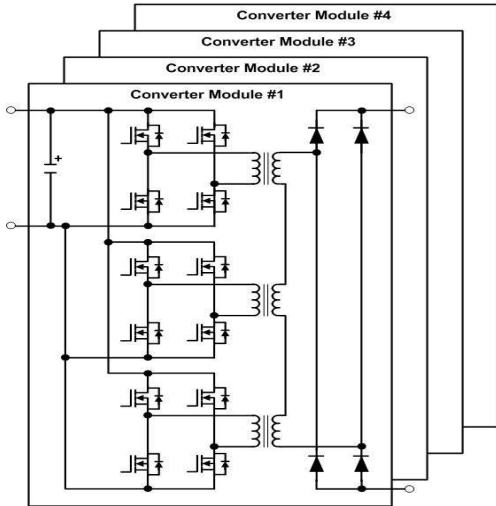 Converter Module #4
Converter Module #3
Converter Module #2
Converter Module #1
+